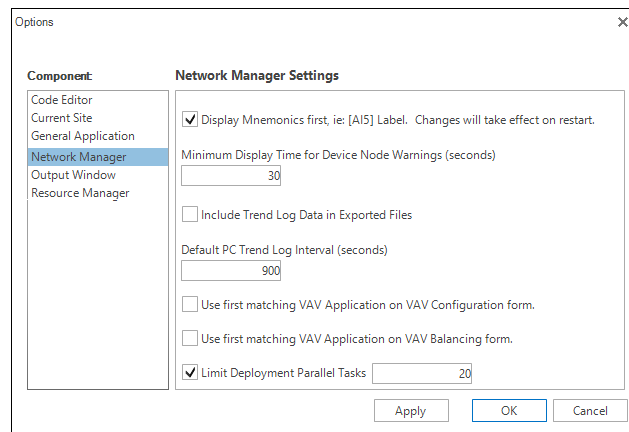 Options
Component:
Code Editor
Current Site
General Application
Network Manager
Output Window
Resource Manager
Network Manager Settings
Display Mnemonics first, ie: [AI5] Label. Changes will take effect on restart.
Minimum Display Time for Device Node Warnings (seconds)
30
Include Trend Log Data in Exported Files
Default PC Trend Log Interval (seconds)
900
Use first matching VAV Application on VAV Configuration form.
Use first matching VAV Application on VAV Balancing form.
Limit Deployment Parallel Tasks 20
Apply OK Cancel